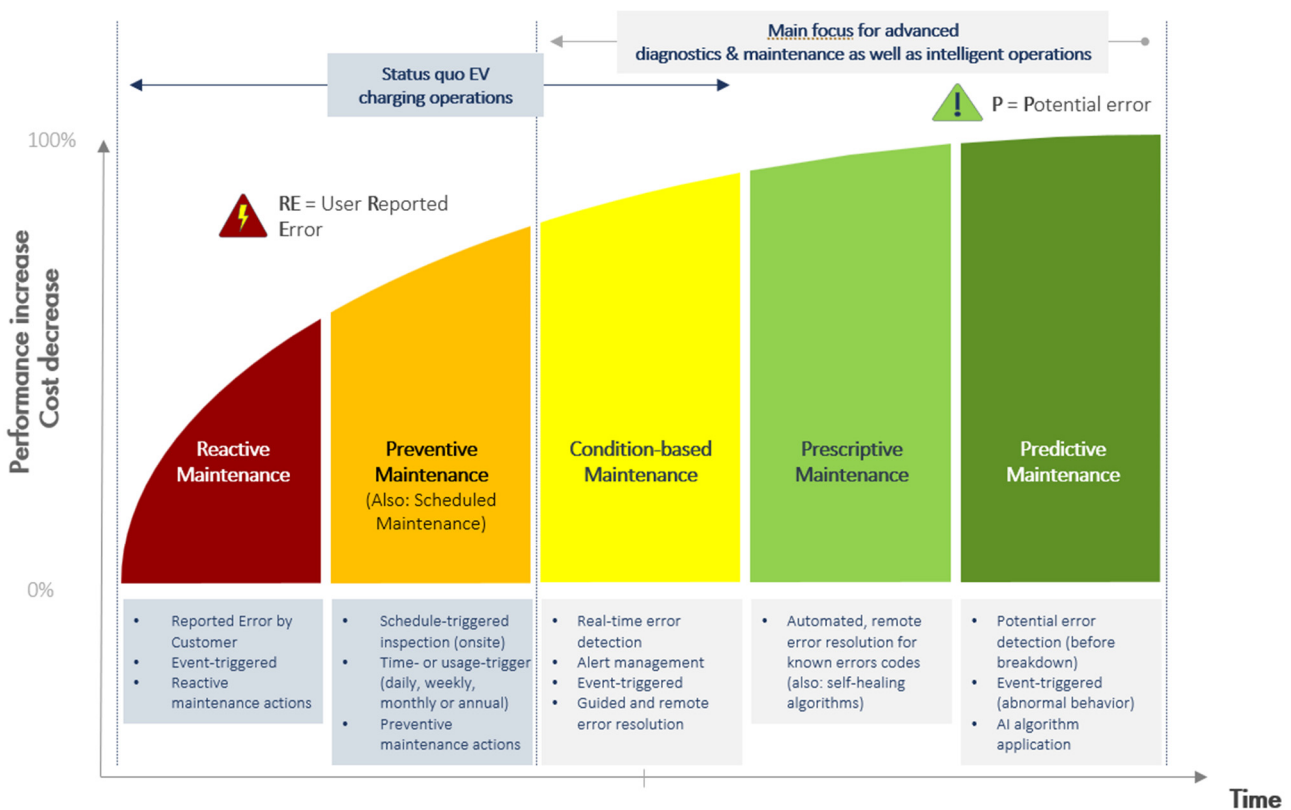 Main focus for advanced
diagnostics & maintenance as well as intelligent operations
Status quo EV
charging operations
P = Potential error
100%
RE = User Reported
Error
Performance increase
Cost decrease
Reactive
Maintenance
Preventive
Maintenance
(Also: Scheduled
Maintenance)
Condition-based
Maintenance
Prescriptive
Maintenance
Predictive
Maintenance
0%
• Reported Error by
Customer
• Event-triggered
• Reactive
maintenance actions
• Schedule-triggered
inspection (onsite)
• Time- or usage-trigger
(daily, weekly,
monthly or annual)
• Preventive
maintenance actions
• Real-time error
detection
• Alert management
• Event-triggered
• Guided and remote
error resolution
• Automated, remote
error resolution for
known errors codes
(also: self-healing
algorithms)
• Potential error
detection (before
breakdown)
• Event-triggered
(abnormal behavior)
• AI algorithm
application
Time